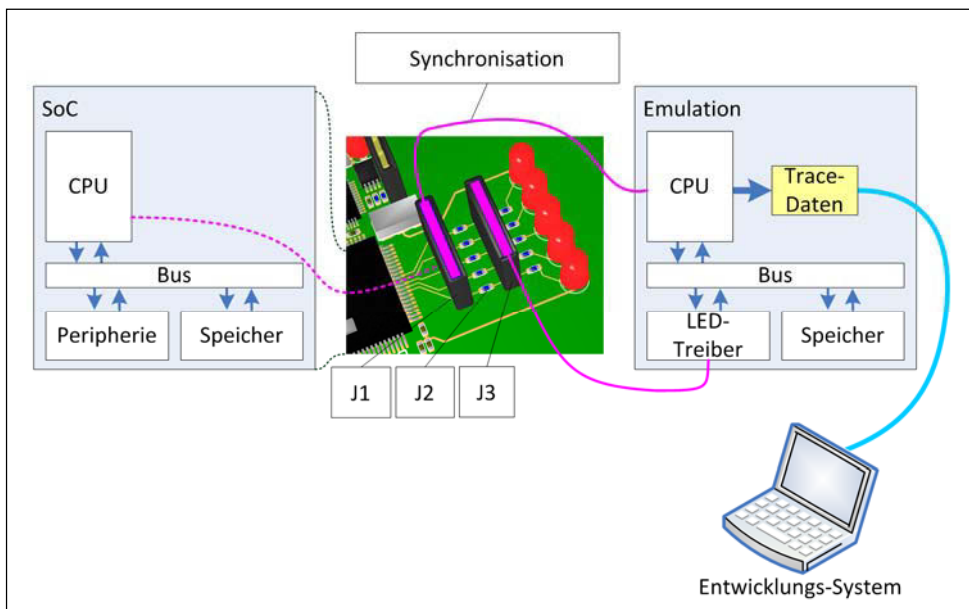 Synchronisation
SoC
CPU
Bus
Peripherie
Speicher
J1
J2
J3
Emulation
CPU
Trace-
Daten
Bus
LED-
Treiber
Speicher
Entwicklungs-System